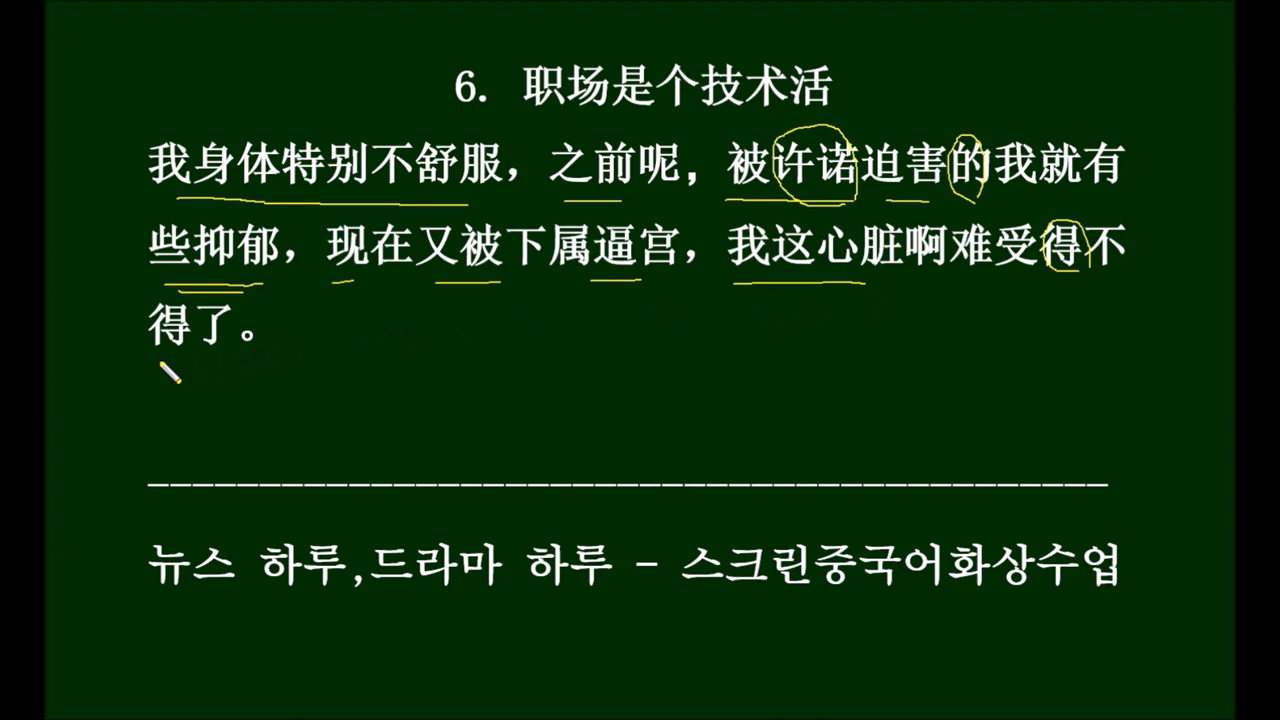 6. 职场是个技术活
我身体特别不舒服，之前呢，被许诺迫害的我就有
些抑郁，现在又被下属逼宫，我这心脏啊难受得不
得了。
뉴스 하루,드라마 하루 - 스크린중국어화상수업